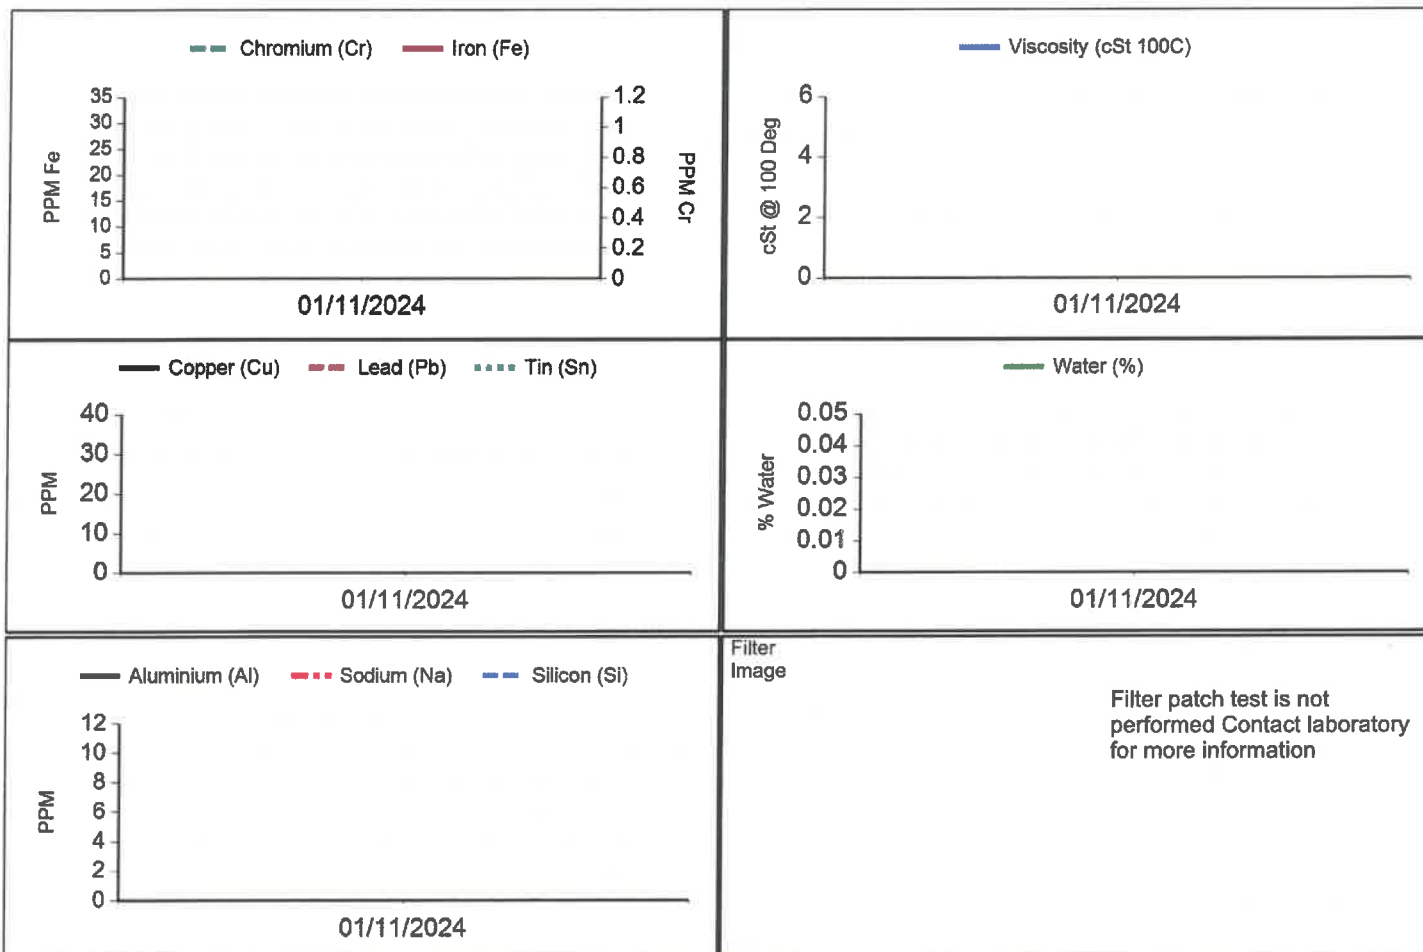 Chromium (Cr) Iron (Fe)
35
30
25
20
15
10
5
0
PPM Fe
1.2
1
0.8
0.6
0.4
0.2
0
PPM Cr
01/11/2024
Viscosity (cSt 100C)
6
4
2
0
cSt @ 100 Deg
01/11/2024
Copper (Cu) Lead (Pb) Tin (Sn)
40
30
20
10
0
PPM
01/11/2024
Water (%)
0.05
0.04
0.03
0.02
0.01
0
% Water
01/11/2024
Aluminium (Al) Sodium (Na) Silicon (Si)
12
10
8
6
4
2
0
PPM
01/11/2024
Filter
Image
Filter patch test is not
performed Contact laboratory
for more information